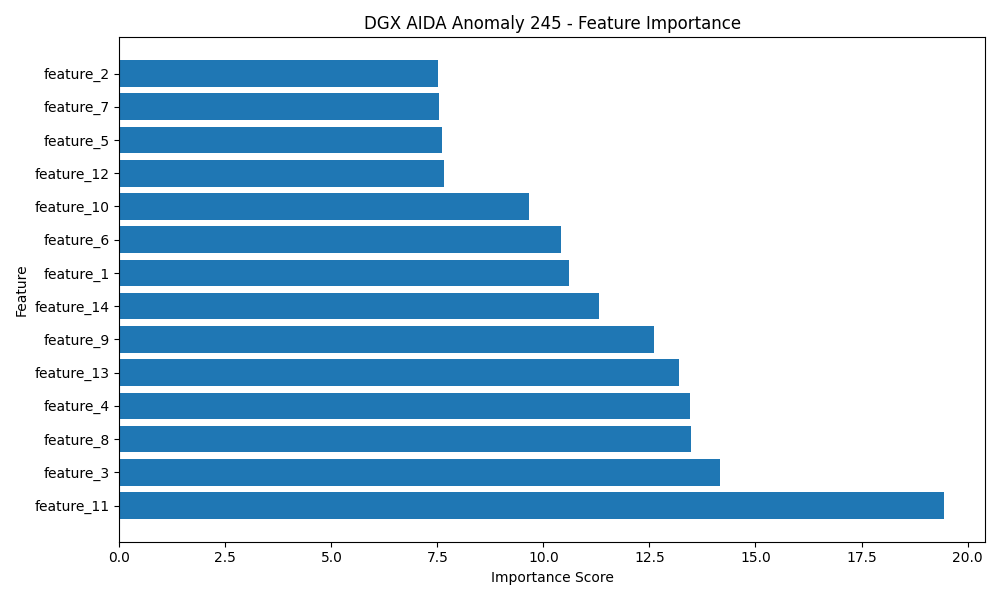 DGX AIDA Anomaly 245 - Feature Importance
feature_2
feature_7
feature_5
feature_12
feature_10
feature_6
feature_1
feature_14
feature_9
feature_13
feature_4
feature_8
feature_3
feature_11
Feature
0.0 2.5 5.0 7.5 10.0 12.5 15.0 17.5 20.0
Importance Score